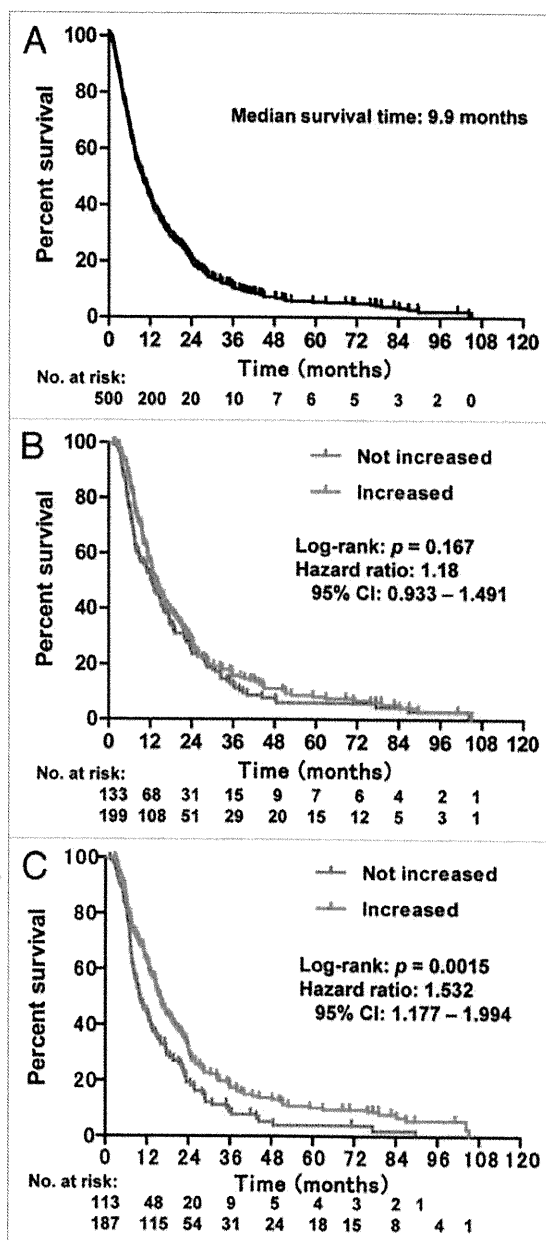 A
100
80
60
40
20
0
Percent survival
Median survival time: 9.9 months
0 12 24 36 48 60 72 84 96 108 120
Time (months)
No. at risk:
500 200 20 10 7 6 5 3 2 0
B
100
80
60
40
20
0
Percent survival
Not increased
Increased
Log-rank: p = 0.167
Hazard ratio: 1.18
95% CI: 0.933 – 1.491
0 12 24 36 48 60 72 84 96 108 120
Time (months)
No. at risk:
133 68 31 15 9 7 6 4 2 1
199 108 51 29 20 15 12 5 3 1
C
100
80
60
40
20
0
Percent survival
Not increased
Increased
Log-rank: p = 0.0015
Hazard ratio: 1.532
95% CI: 1.177 – 1.994
0 12 24 36 48 60 72 84 96 108 120
Time (months)
No. at risk:
113 48 20 9 5 4 3 2 1
187 115 54 31 24 18 15 8 4 1